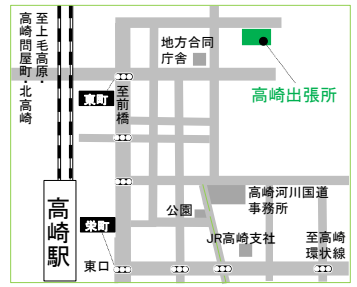 至上毛高原・
高崎問屋町・北高崎
地方合同
庁舎
高崎出張所
東町
至前橋
高崎河川国道
事務所
公園
栄町
高崎駅
JR高崎支社
至高崎
環状線
東口